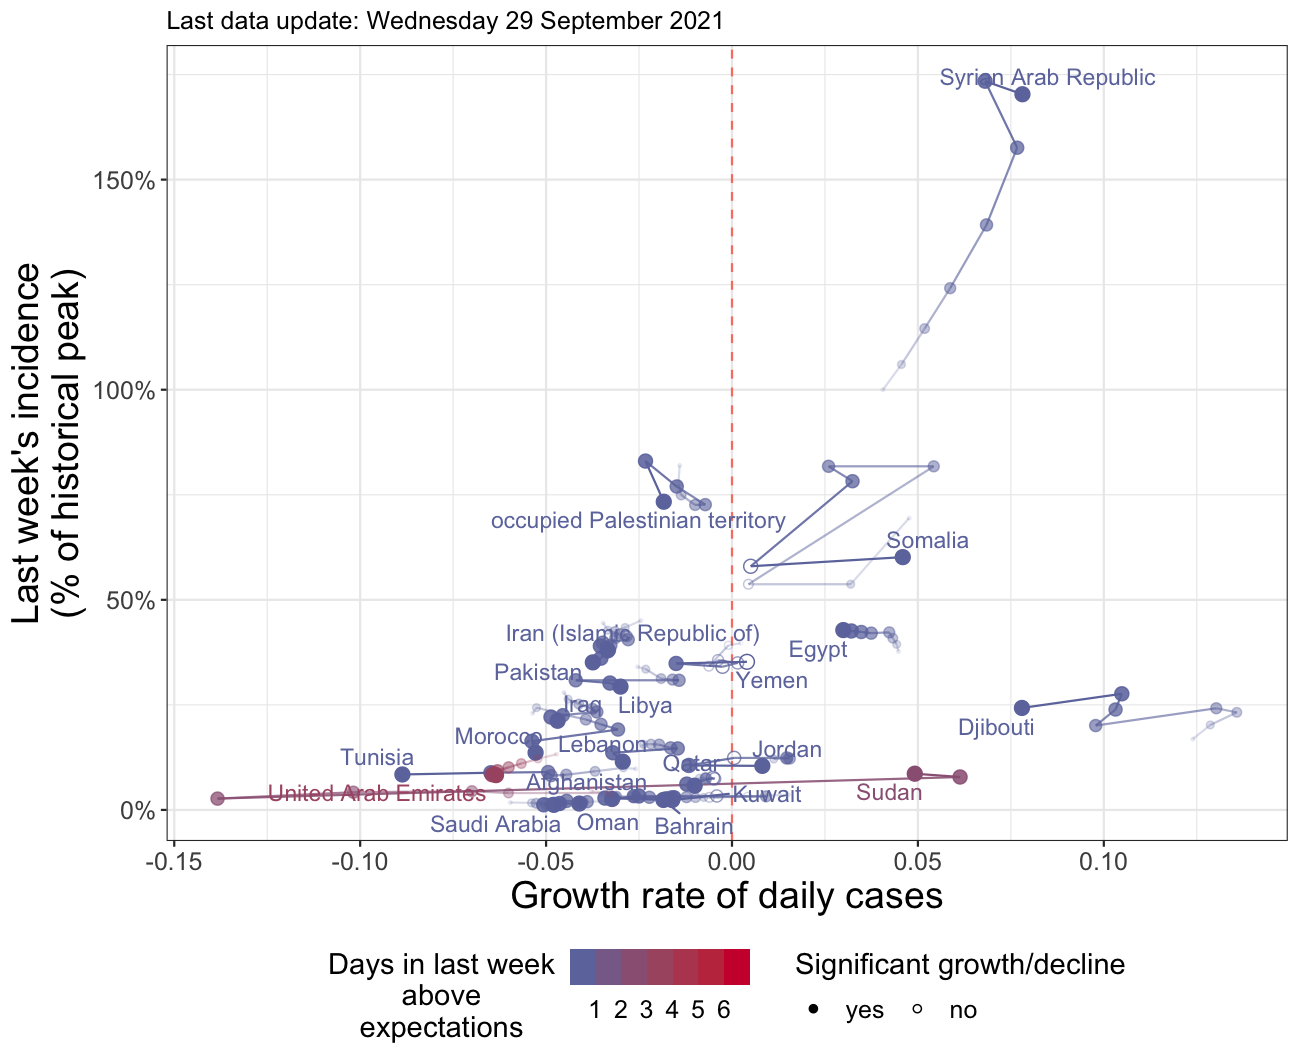 Last data update: Wednesday 29 September 2021
Last week's incidence
(% of historical peak)
150%
100%
50%
0%
Syrian Arab Republic
occupied Palestinian territory
Somalia
Iran (Islamic Republic of)
Egypt
Pakistan
Yemen
Iraq
Libya
Djibouti
Morocco
Lebanon
Jordan
Tunisia
Qatar
Afghanistan
United Arab Emirates
Kuwait
Sudan
Saudi Arabia
Oman
Bahrain
-0.15
-0.10
-0.05
0.00
0.05
0.10
Growth rate of daily cases
Days in last week
above
expectations
1 2 3 4 5 6
Significant growth/decline
yes
no